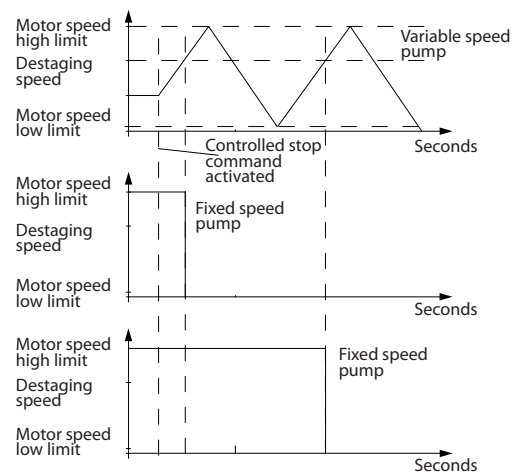 Motor speed
high limit
Destaging
speed
Motor speed
low limit
Variable speed
pump
Seconds
Controlled stop
command
activated
Motor speed
high limit
Destaging
speed
Motor speed
low limit
Fixed speed
pump
Seconds
Motor speed
high limit
Destaging
speed
Motor speed
low limit
Fixed speed
pump
Seconds